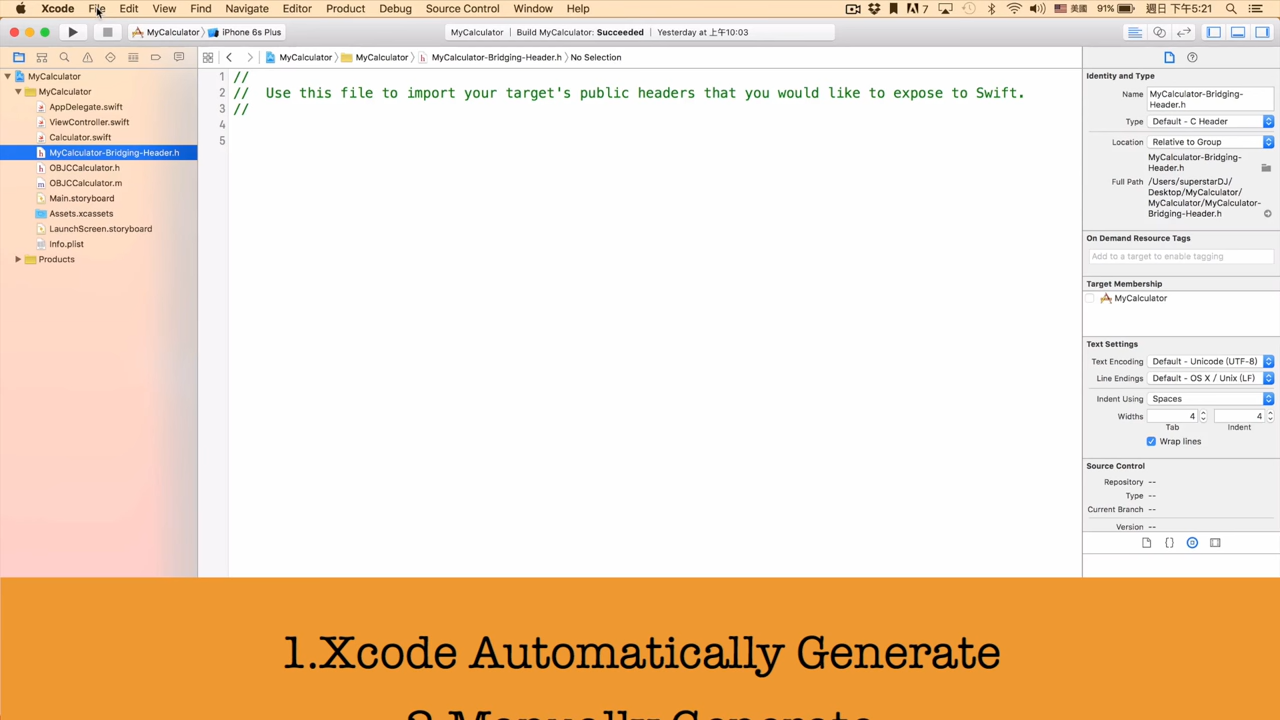 Xcode File Edit View Find Navigate Editor Product Debug Source Control Window Help 7 美國 91% 週日 下午5:21
MyCalculator iPhone 6s Plus MyCalculator Build MyCalculator: Succeeded Yesterday at 上午10:03
MyCalculator MyCalculator MyCalculator-Bridging-Header.h No Selection
MyCalculator
MyCalculator
AppDelegate.swift
ViewController.swift
Calculator.swift
MyCalculator-Bridging-Header.h
OBJCCalculator.h
OBJCCalculator.m
Main.storyboard
Assets.xcassets
LaunchScreen.storyboard
Info.plist
Products
1 //
2 // Use this file to import your target's public headers that you would like to expose to Swift.
3 //
4
5
Identity and Type
Name MyCalculator-Bridging-
Header.h
Type Default - C Header
Location Relative to Group
MyCalculator-Bridging-
Header.h
Full Path /Users/superstarDJ/
Desktop/MyCalculator/
MyCalculator/MyCalculator-
Bridging-Header.h
On Demand Resource Tags
Add to a target to enable tagging
Target Membership
MyCalculator
Text Settings
Text Encoding Default - Unicode (UTF-8)
Line Endings Default - OS X / Unix (LF)
Indent Using Spaces
Widths 4 4
Tab Indent
Wrap lines
Source Control
Repository --
Type --
Current Branch --
Version --
1.Xcode Automatically Generate
2.Manually Generate